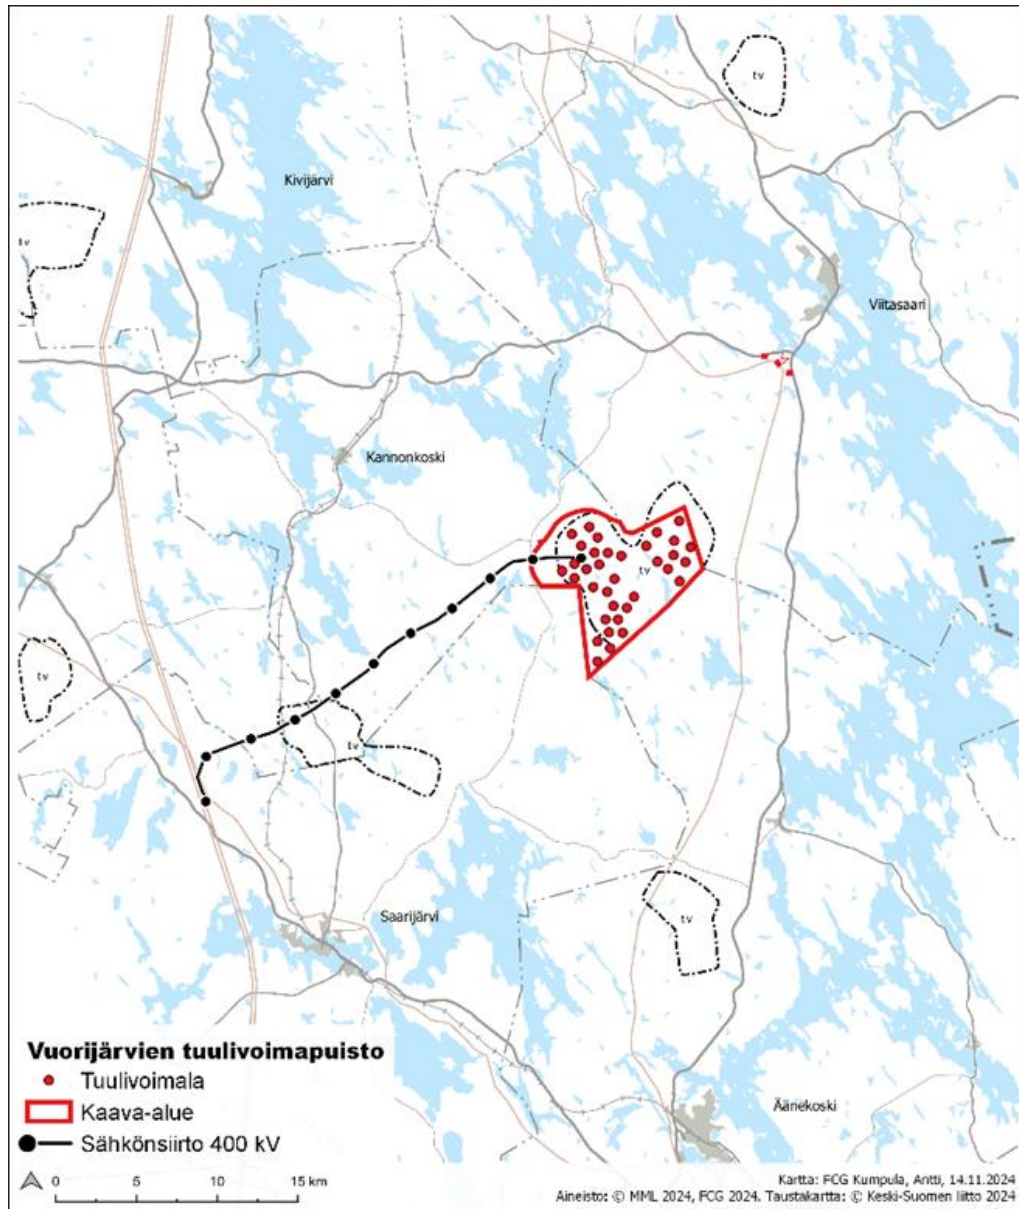 tv
Kivijärvi
tv
Viitasaari
Kannonkoski
tv
tv
tv
Saarijärvi
tv
Vuorijärvien tuulivoimapuisto
Tuulivoimala
Kaava-alue
Sähkönsiirto 400 kV
Äänekoski
0 5 10 15 km
Kartta: FCG Kumpula, Antti, 14.11.2024
Aineisto: © MML 2024, FCG 2024. Taustakartta: © Keski-Suomen liitto 2024